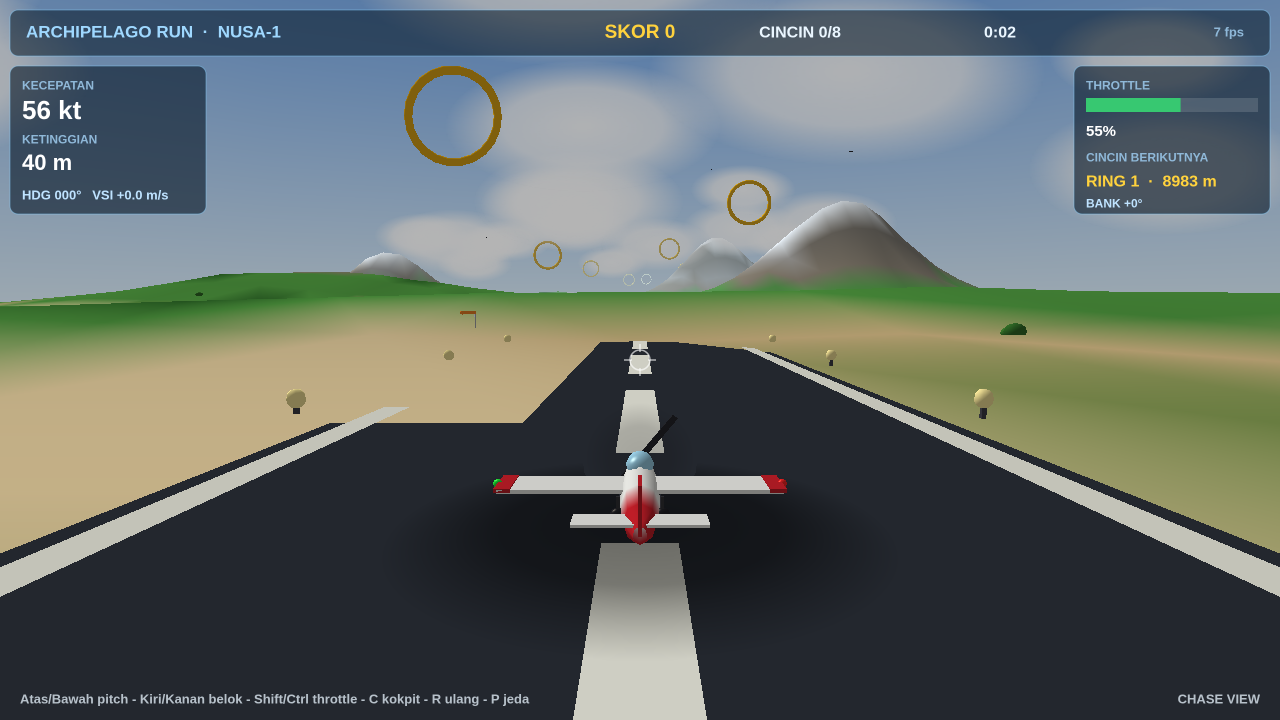 ARCHIPELAGO RUN · NUSA-1
SKOR 0
CINCIN 0/8
0:02
7 fps
KECEPATAN
56 kt
KETINGGIAN
40 m
HDG 000° VSI +0.0 m/s
THROTTLE
55%
CINCIN BERIKUTNYA
RING 1 · 8983 m
BANK +0°
Atas/Bawah pitch - Kiri/Kanan belok - Shift/Ctrl throttle - C kokpit - R ulang - P jeda
CHASE VIEW